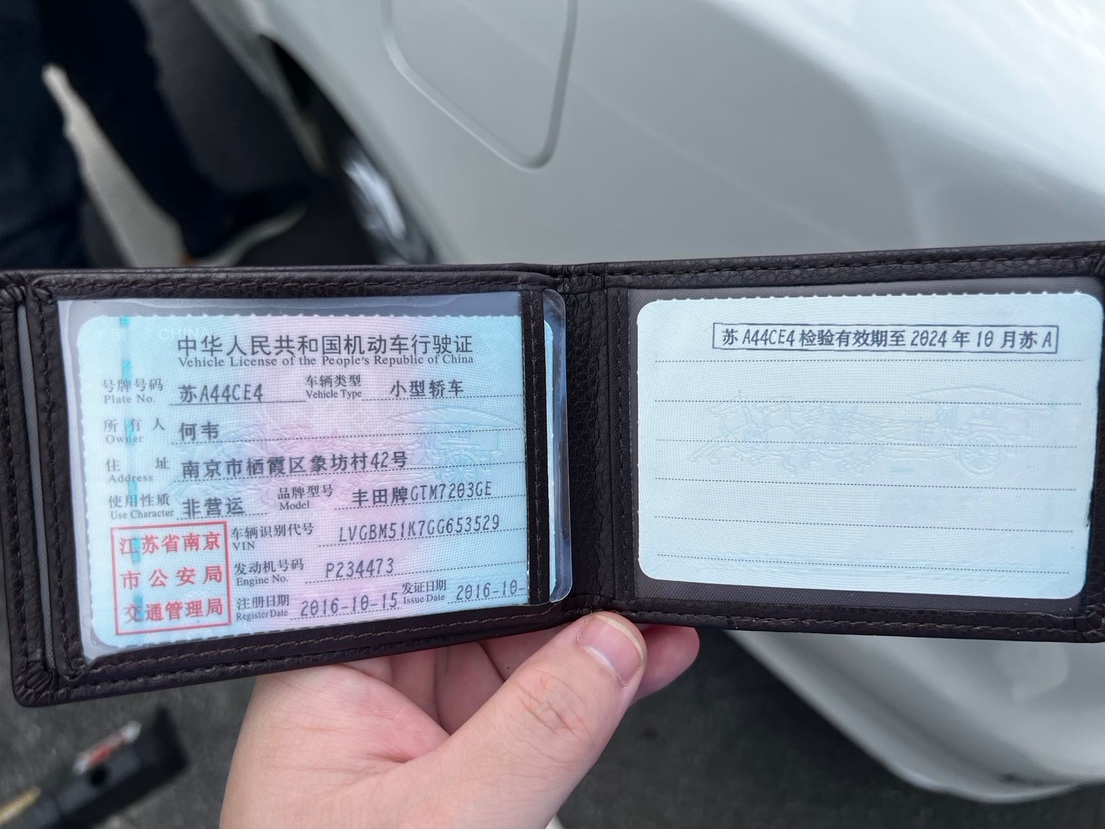 CHINA
中华人民共和国机动车行驶证
Vehicle License of the People's Republic of China
号牌号码 苏A44CE4 车辆类型 小型轿车
Plate No. Vehicle Type
所有人 何韦
Owner
住址 南京市栖霞区象坊村42号
Address
使用性质 非营运 品牌型号 丰田牌GTM7203GE
Use Character Model
江苏省南京
市公安局
交通管理局
车辆识别代号 LVGBM51K7GG653529
VIN
发动机号码 P234473
Engine No.
注册日期 2016-10-15 发证日期 2016-10-
Register Date Issue Date
苏A44CE4检验有效期至2024年10月苏A